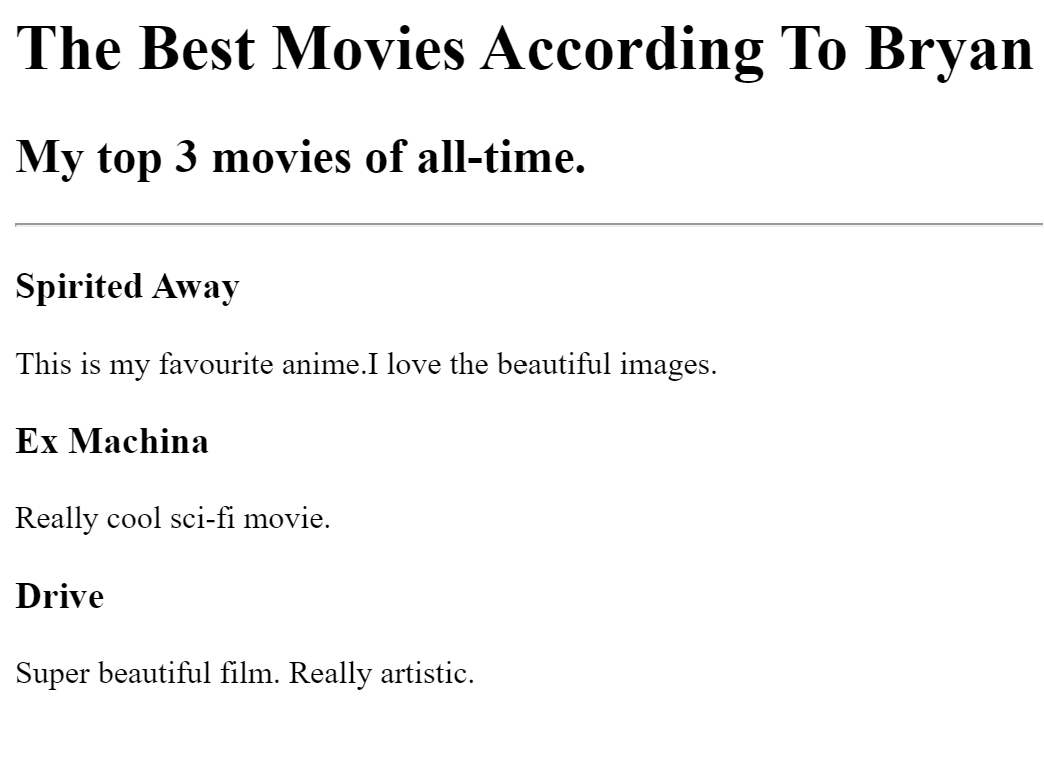 The Best Movies According To Bryan
My top 3 movies of all-time.
Spirited Away
This is my favourite anime.I love the beautiful images.
Ex Machina
Really cool sci-fi movie.
Drive
Super beautiful film. Really artistic.